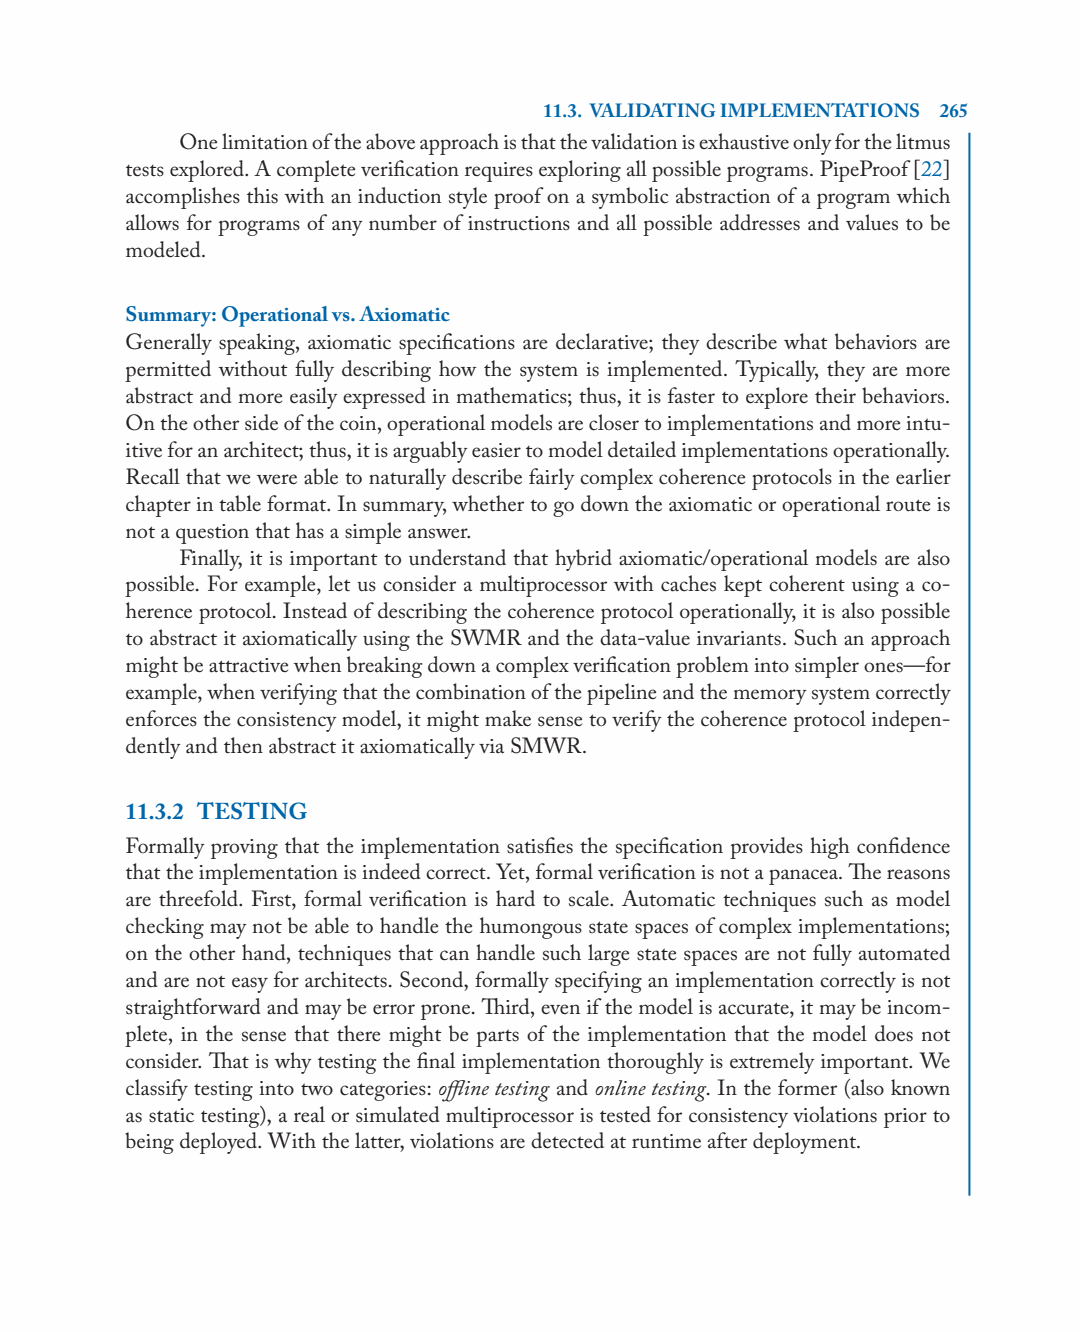 11.3. VALIDATING IMPLEMENTATIONS 265
One limitation of the above approach is that the validation is exhaustive only for the litmus
tests explored. A complete verification requires exploring all possible programs. PipeProof [22]
accomplishes this with an induction style proof on a symbolic abstraction of a program which
allows for programs of any number of instructions and all possible addresses and values to be
modeled.
Summary: Operational vs. Axiomatic
Generally speaking, axiomatic specifications are declarative; they describe what behaviors are
permitted without fully describing how the system is implemented. Typically, they are more
abstract and more easily expressed in mathematics; thus, it is faster to explore their behaviors.
On the other side of the coin, operational models are closer to implementations and more intu-
itive for an architect; thus, it is arguably easier to model detailed implementations operationally.
Recall that we were able to naturally describe fairly complex coherence protocols in the earlier
chapter in table format. In summary, whether to go down the axiomatic or operational route is
not a question that has a simple answer.
Finally, it is important to understand that hybrid axiomatic/operational models are also
possible. For example, let us consider a multiprocessor with caches kept coherent using a co-
herence protocol. Instead of describing the coherence protocol operationally, it is also possible
to abstract it axiomatically using the SWMR and the data-value invariants. Such an approach
might be attractive when breaking down a complex verification problem into simpler ones—for
example, when verifying that the combination of the pipeline and the memory system correctly
enforces the consistency model, it might make sense to verify the coherence protocol indepen-
dently and then abstract it axiomatically via SMWR.
11.3.2 TESTING
Formally proving that the implementation satisfies the specification provides high confidence
that the implementation is indeed correct. Yet, formal verification is not a panacea. The reasons
are threefold. First, formal verification is hard to scale. Automatic techniques such as model
checking may not be able to handle the humongous state spaces of complex implementations;
on the other hand, techniques that can handle such large state spaces are not fully automated
and are not easy for architects. Second, formally specifying an implementation correctly is not
straightforward and may be error prone. Third, even if the model is accurate, it may be incom-
plete, in the sense that there might be parts of the implementation that the model does not
consider. That is why testing the final implementation thoroughly is extremely important. We
classify testing into two categories: offline testing and online testing. In the former (also known
as static testing), a real or simulated multiprocessor is tested for consistency violations prior to
being deployed. With the latter, violations are detected at runtime after deployment.